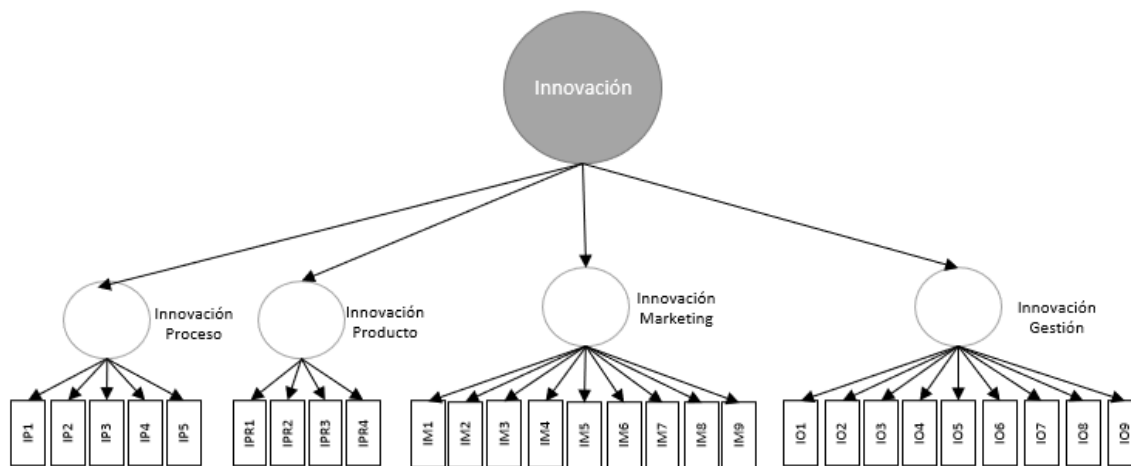 Innovación
Innovación
Proceso
Innovación
Producto
Innovación
Marketing
Innovación
Gestión
IP1
IP2
IP3
IP4
IP5
IPR1
IPR2
IPR3
IPR4
IM1
IM2
IM3
IM4
IM5
IM6
IM7
IM8
IM9
IO1
IO2
IO3
IO4
IO5
IO6
IO7
IO8
IO9